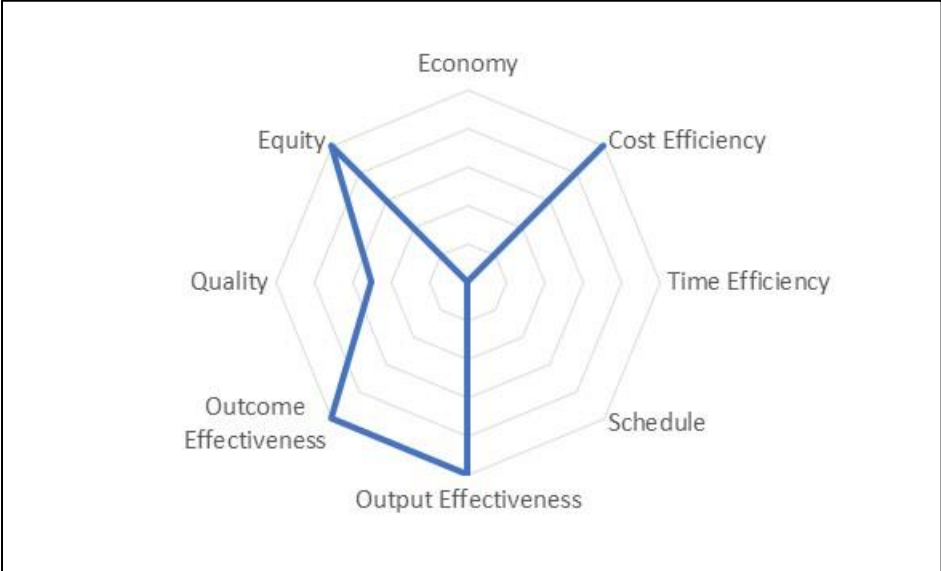 Economy
Equity
Cost Efficiency
Quality
Time Efficiency
Outcome
Effectiveness
Schedule
Output Effectiveness